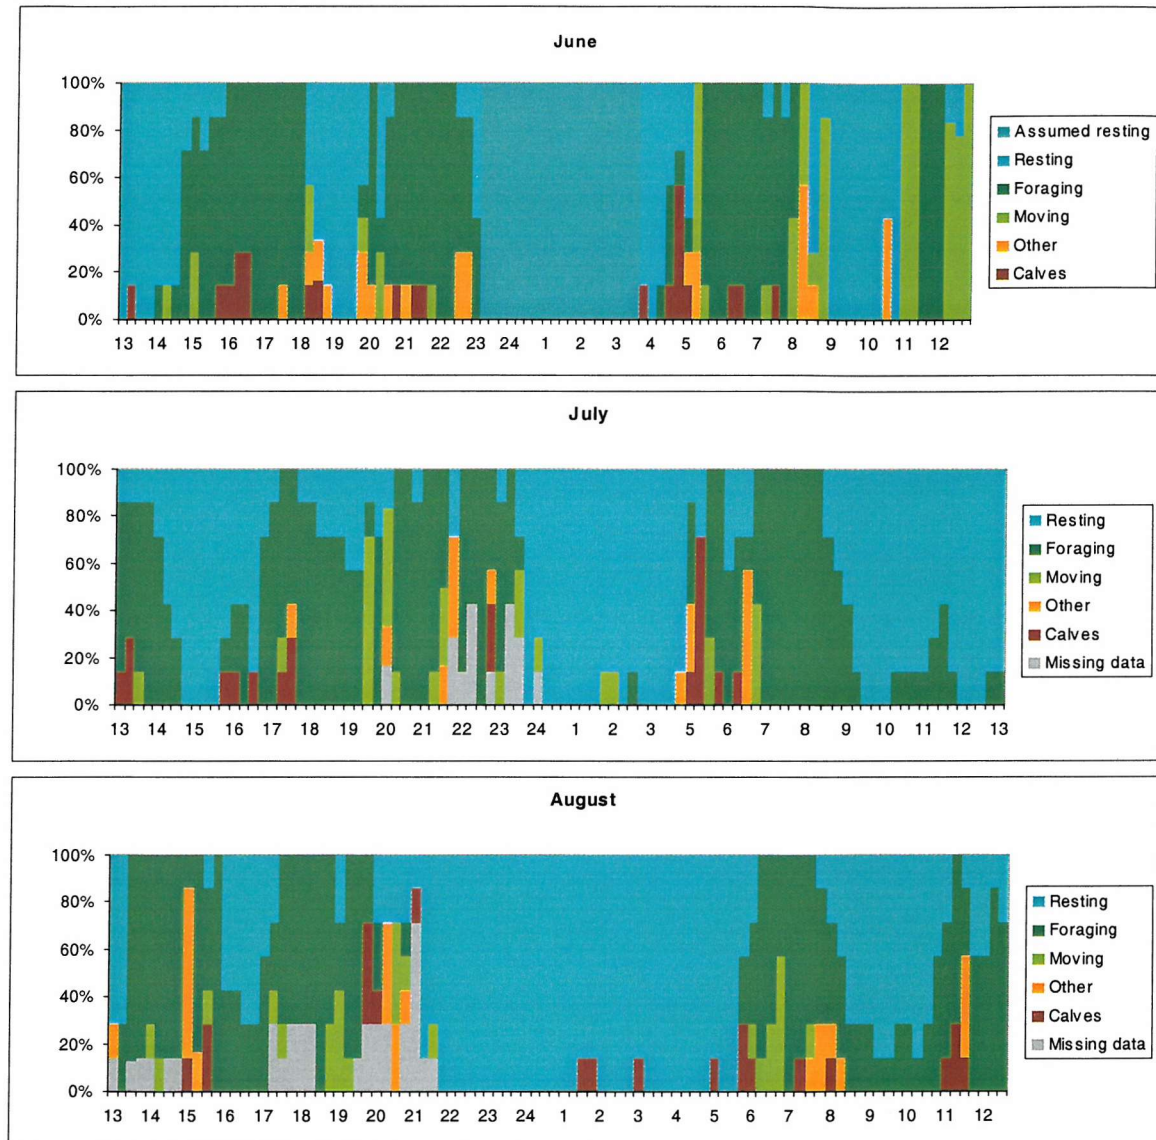 June
100%
80%
60%
40%
20%
0%
13 14 15 16 17 18 19 20 21 22 23 24 1 2 3 4 5 6 7 8 9 10 11 12
Assumed resting
Resting
Foraging
Moving
Other
Calves
July
100%
80%
60%
40%
20%
0%
13 14 15 16 17 18 19 20 21 22 23 24 1 2 3 4 5 6 7 8 9 10 11 12 13
Resting
Foraging
Moving
Other
Calves
Missing data
August
100%
80%
60%
40%
20%
0%
13 14 15 16 17 18 19 20 21 22 23 24 1 2 3 4 5 6 7 8 9 10 11 12
Resting
Foraging
Moving
Other
Calves
Missing data